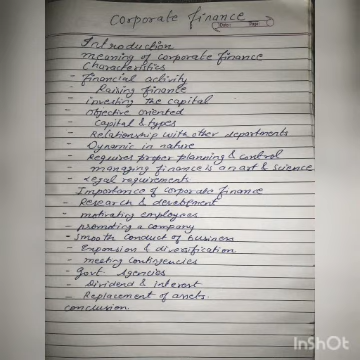 Corporate finance
Date: Page:
Introduction
meaning of corporate finance
Characteristics
- financial activity
Raising finance
- investing the capital
- objective oriented
- Capital & types
- Relationship with other departments
- Dynamic in nature
- Requires proper planning & control
- managing finance is an art & science
- Legal requirements
Importance of corporate finance
- Research & development
- motivating employees
- promoting a company
- Smooth conduct of business
- Expansion & diversification
- meeting contingencies
- Govt. Agencies
- Dividend & interest
- Replacement of assets.
conclusion.
InShOt